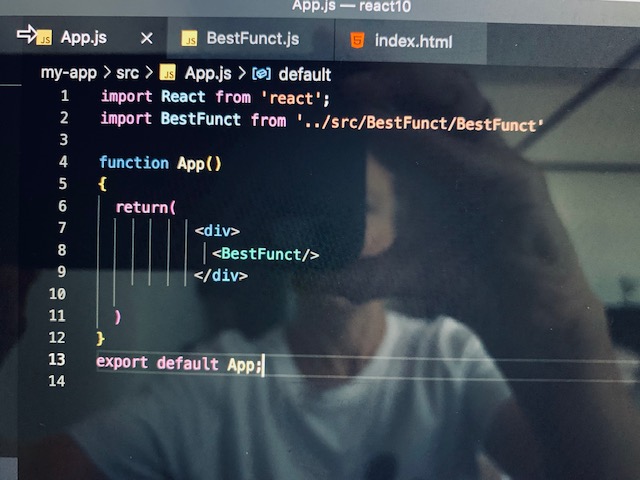 App.js — react10
JS App.js × JS BestFunct.js 5 index.html
my-app > src > JS App.js > default
1 import React from 'react';
2 import BestFunct from '../src/BestFunct/BestFunct'
3
4 function App()
5 {
6 return(
7 <div>
8 <BestFunct/>
9 </div>
10
11 )
12 }
13 export default App;
14